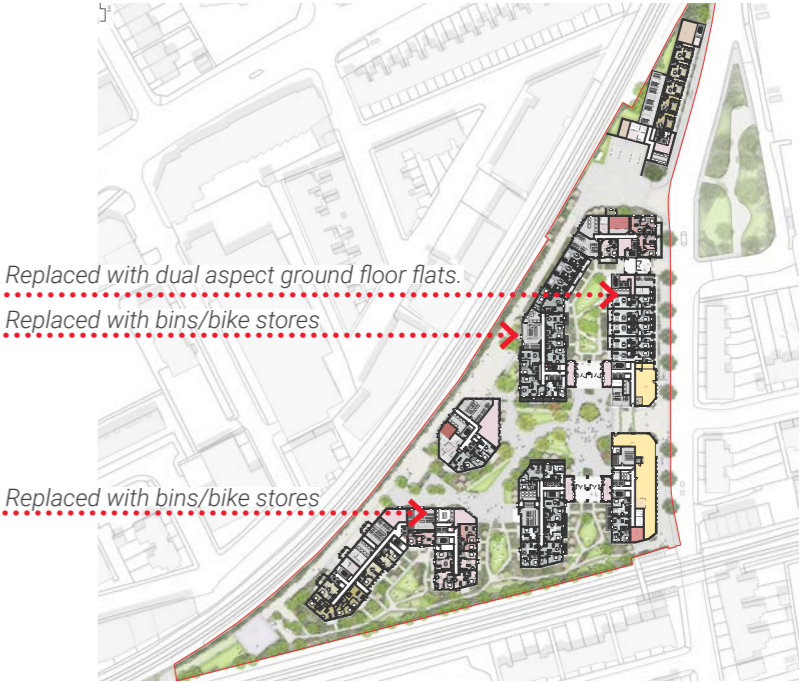 Replaced with dual aspect ground floor flats.
Replaced with bins/bike stores
Replaced with bins/bike stores